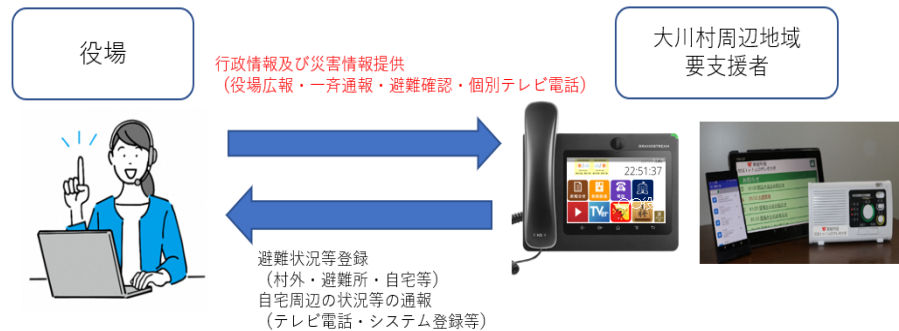 役場
行政情報及び災害情報提供
（役場広報・一斉通報・避難確認・個別テレビ電話）
大川村周辺地域
要支援者
GRANDSTREAM
22:51:37
避難状況等登録
（村外・避難所・自宅等）
自宅周辺の状況等の通報
（テレビ電話・システム登録等）